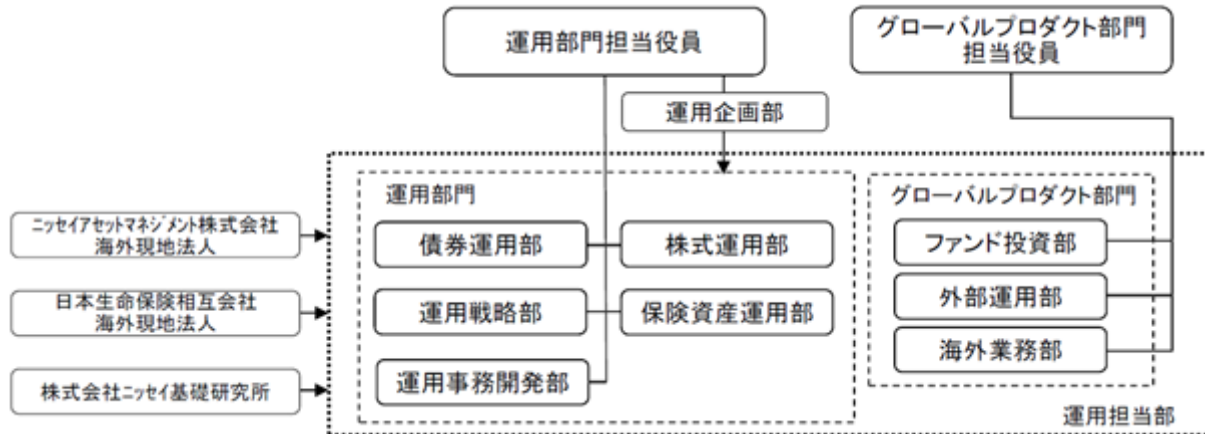 運用部門担当役員
グローバルプロダクト部門
担当役員
運用企画部
運用部門
グローバルプロダクト部門
ニッセイアセットマネジメント株式会社
海外現地法人
債券運用部
株式運用部
ファンド投資部
日本生命保険相互会社
海外現地法人
運用戦略部
保険資産運用部
外部運用部
海外業務部
株式会社ニッセイ基礎研究所
運用事務開発部
運用担当部